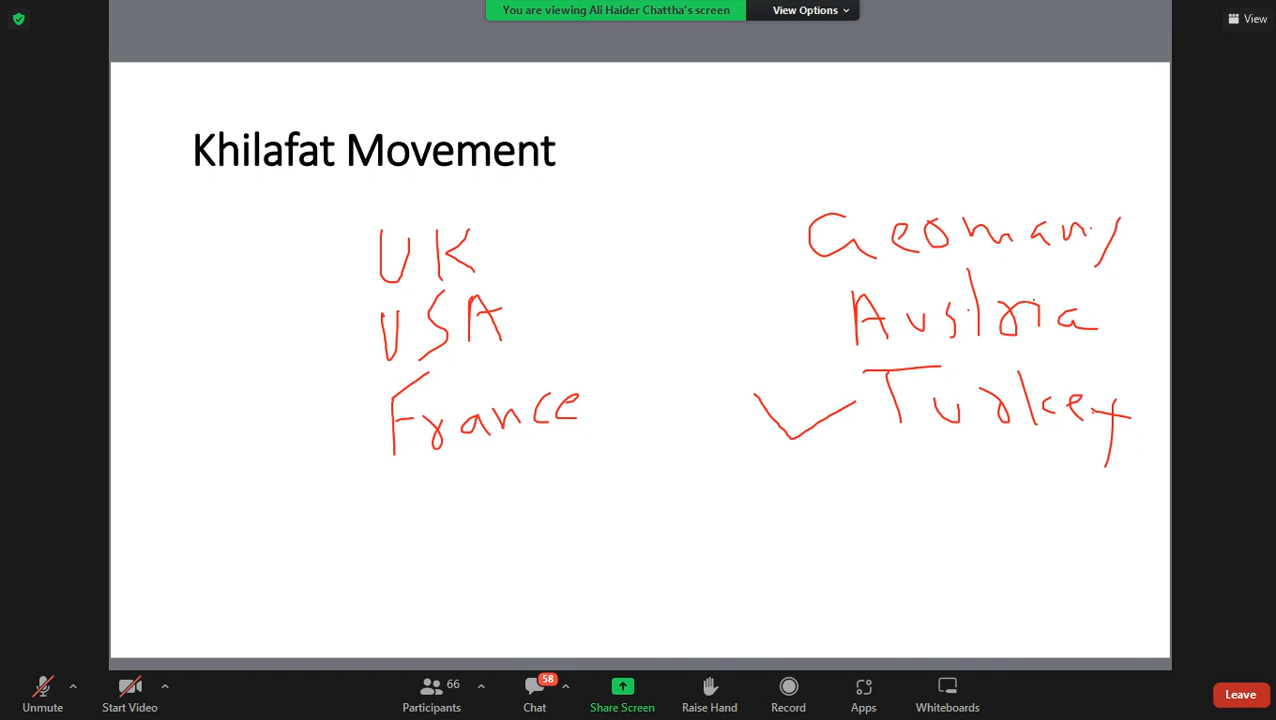 You are viewing Ali Haider Chattha's screen
View Options
View
Khilafat Movement
UK
USA
France
Germany
Austria
Turkey
Unmute
Start Video
66
Participants
58
Chat
Share Screen
Raise Hand
Record
Apps
Whiteboards
Leave